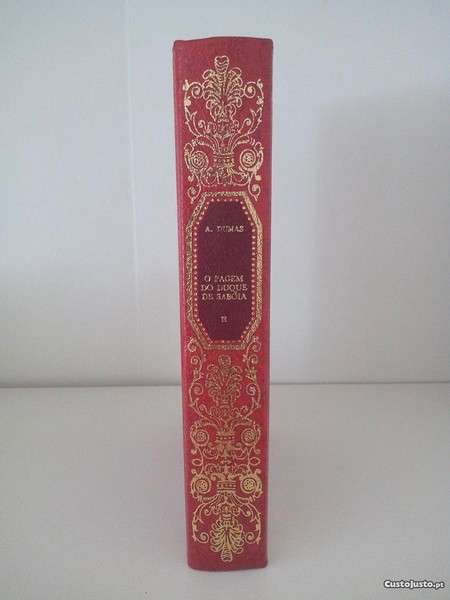 A. DUMAS
O PAGEM
DO DUQUE
DE SABÓIA
II
CustoJusto.pt